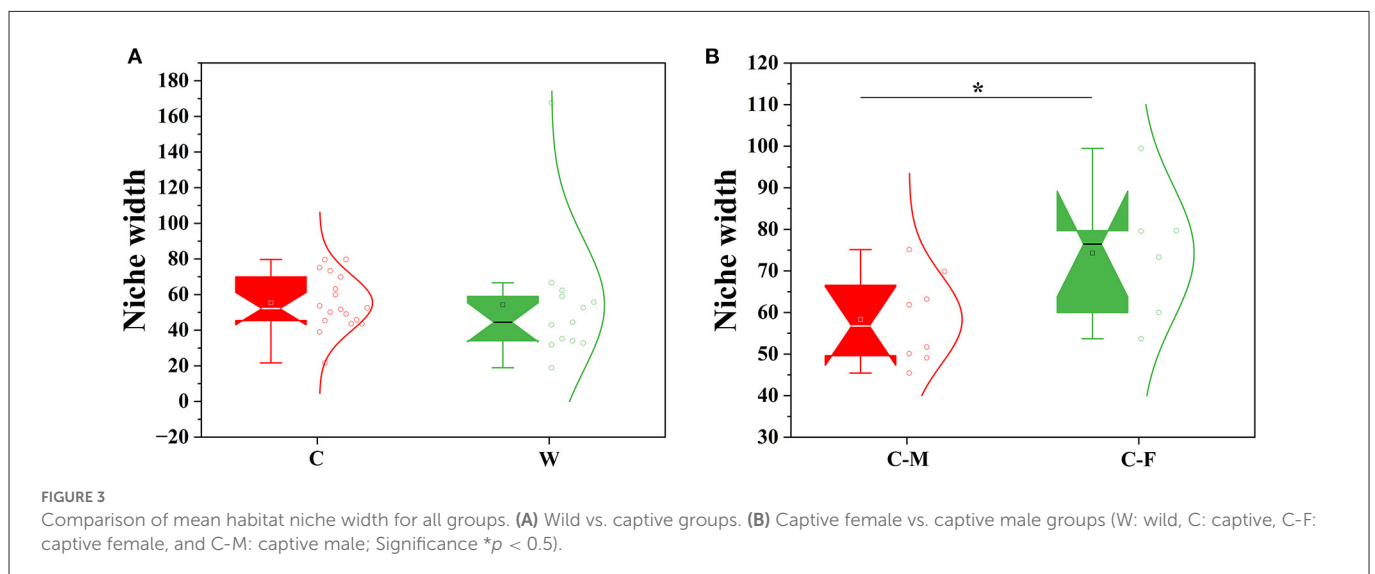 A
B
180
160
140
120
100
80
60
40
20
0
−20
Niche width
C
W
120
110
100
90
80
70
60
50
40
30
Niche width
*
C-M
C-F
FIGURE 3
Comparison of mean habitat niche width for all groups. (A) Wild vs. captive groups. (B) Captive female vs. captive male groups (W: wild, C: captive, C-F:
captive female, and C-M: captive male; Significance *p < 0.5).